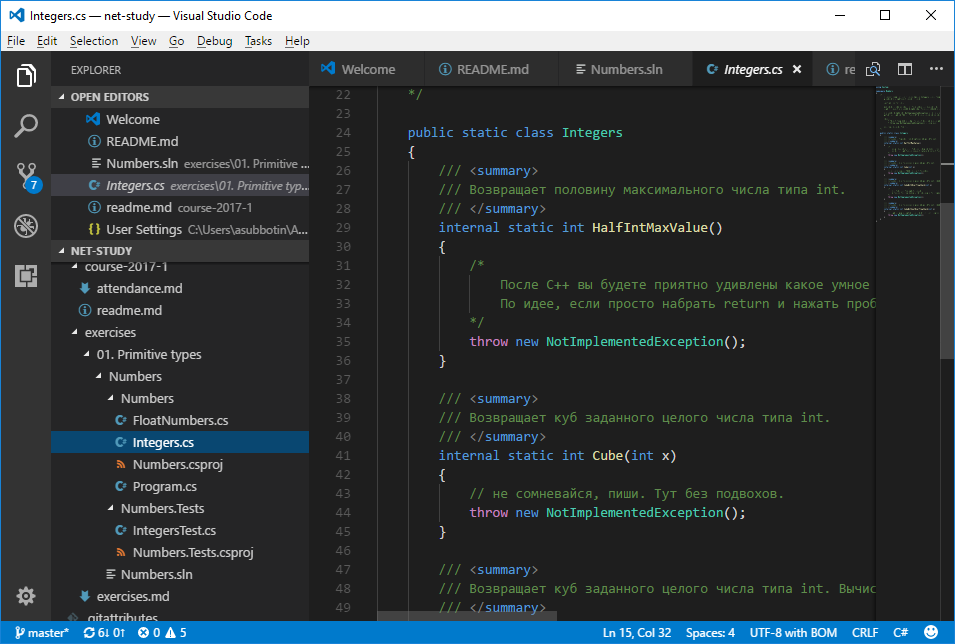 Integers.cs — net-study — Visual Studio Code
File Edit Selection View Go Debug Tasks Help
EXPLORER
OPEN EDITORS
Welcome
README.md
Numbers.sln exercises\01. Primitive ...
Integers.cs exercises\01. Primitive typ...
readme.md course-2017-1
User Settings C:\Users\asubbotin\A...
NET-STUDY
course-2017-1
attendance.md
readme.md
exercises
01. Primitive types
Numbers
Numbers
FloatNumbers.cs
Integers.cs
Numbers.csproj
Program.cs
Numbers.Tests
IntegersTest.cs
Numbers.Tests.csproj
Numbers.sln
exercises.md
.gitattributes
7
Welcome README.md Numbers.sln Integers.cs re
22 */
23
24 public static class Integers
25 {
26 /// <summary>
27 /// Возвращает половину максимального числа типа int.
28 /// </summary>
29 internal static int HalfIntMaxValue()
30 {
31 /*
32 После C++ вы будете приятно удивлены какое умное
33 По идее, если просто набрать return и нажать проб
34 */
35 throw new NotImplementedException();
36 }
37
38 /// <summary>
39 /// Возвращает куб заданного целого числа типа int.
40 /// </summary>
41 internal static int Cube(int x)
42 {
43 // не сомневайся, пиши. Тут без подвохов.
44 throw new NotImplementedException();
45 }
46
47 /// <summary>
48 /// Возвращает куб заданного целого числа типа int. Вычис
49 /// </summary>
master* 6↓ 0↑ 0 5 Ln 15, Col 32 Spaces: 4 UTF-8 with BOM CRLF C#